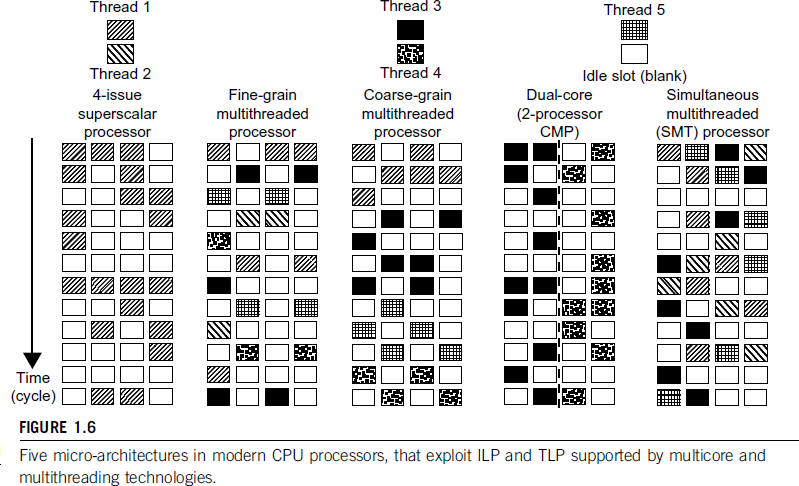 Thread 1
Thread 3
Thread 5
Thread 2
Thread 4
Idle slot (blank)
4-issue
superscalar
processor
Fine-grain
multithreaded
processor
Coarse-grain
multithreaded
processor
Dual-core
(2-processor
CMP)
Simultaneous
multithreaded
(SMT) processor
Time
(cycle)
FIGURE 1.6
Five micro-architectures in modern CPU processors, that exploit ILP and TLP supported by multicore and
multithreading technologies.